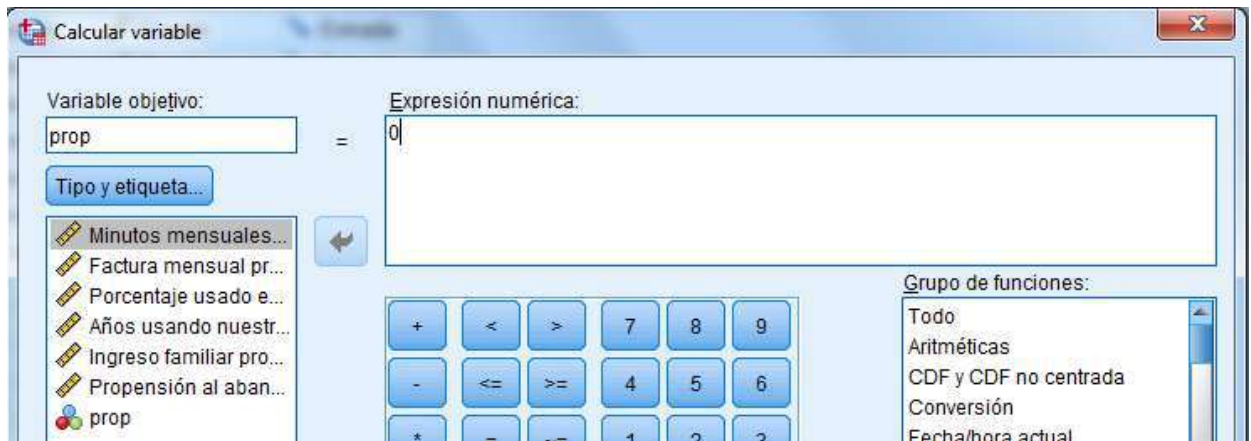 Calcular variable
Variable objetivo:
prop
=
Expresión numérica:
0
Tipo y etiqueta...
Minutos mensuales...
Factura mensual pr...
Porcentaje usado e...
Años usando nuestr...
Ingreso familiar pro...
Propensión al aban...
prop
+ < > 7 8 9
- <= >= 4 5 6
* = ~= 1 2 3
Grupo de funciones:
Todo
Aritméticas
CDF y CDF no centrada
Conversión
Fecha/hora actual